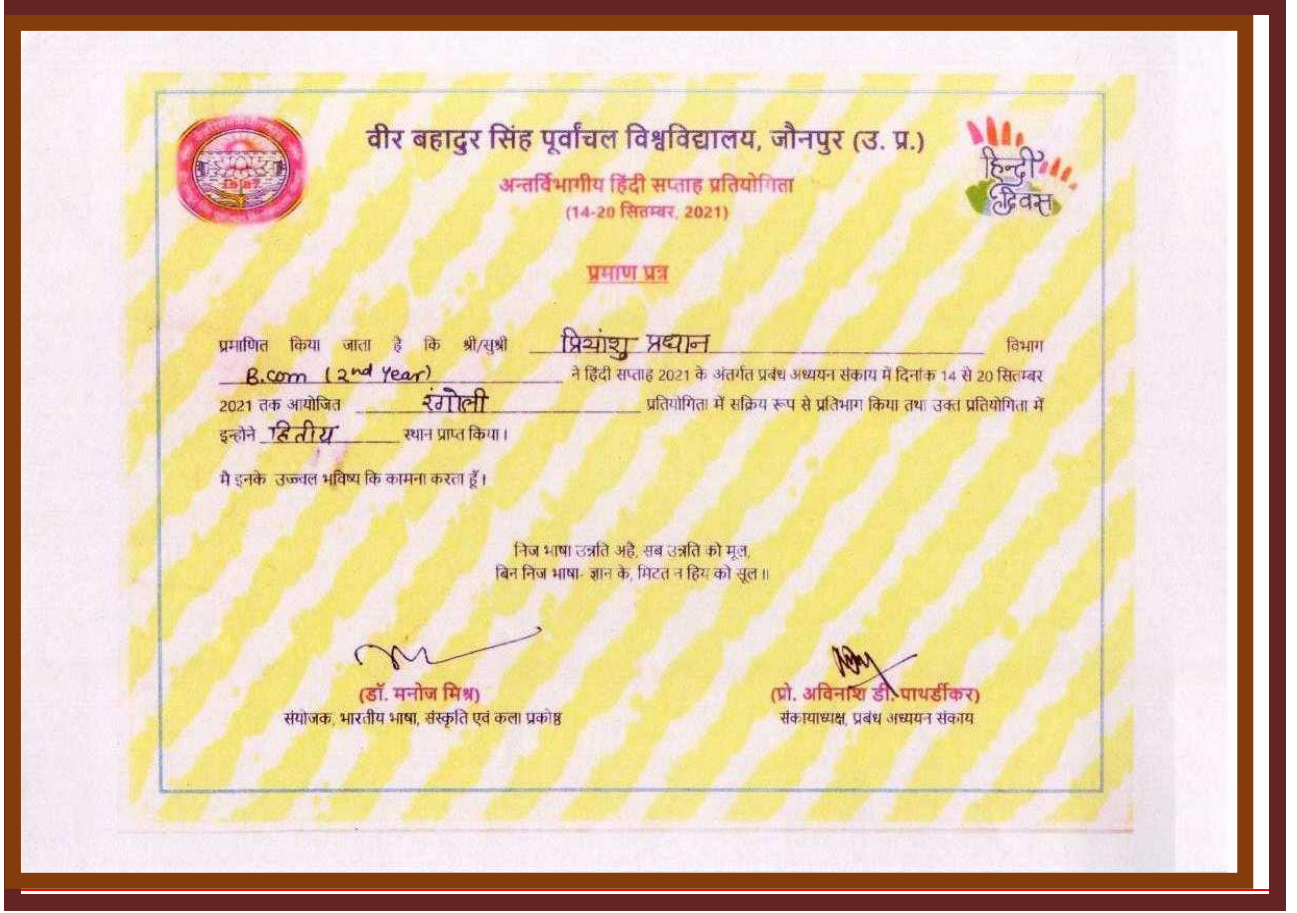 वीर बहादुर सिंह पूर्वांचल विश्वविद्यालय, जौनपुर (उ. प्र.)
अन्तर्विभागीय हिंदी सप्ताह प्रतियोगिता
(14-20 सितम्बर, 2021)
1987
हिन्दी
दिवस
प्रमाण पत्र
प्रमाणित किया जाता है कि श्री/सुश्री प्रियांशु प्रधान विभाग
B.com (2nd Year) ने हिंदी सप्ताह 2021 के अंतर्गत प्रबंध अध्ययन संकाय में दिनांक 14 से 20 सितम्बर
2021 तक आयोजित रंगोली प्रतियोगिता में सक्रिय रूप से प्रतिभाग किया तथा उक्त प्रतियोगिता में
इन्होने द्वितीय स्थान प्राप्त किया।
मै इनके उज्ज्वल भविष्य कि कामना करता हूँ।
निज भाषा उन्नति अहै, सब उन्नति को मूल,
बिन निज भाषा- ज्ञान के, मिटत न हिय को सूल॥
(डॉ. मनोज मिश्र)
संयोजक, भारतीय भाषा, संस्कृति एवं कला प्रकोष्ठ
(प्रो. अविनाश डी. पाथर्डीकर)
संकायाध्यक्ष, प्रबंध अध्ययन संकाय